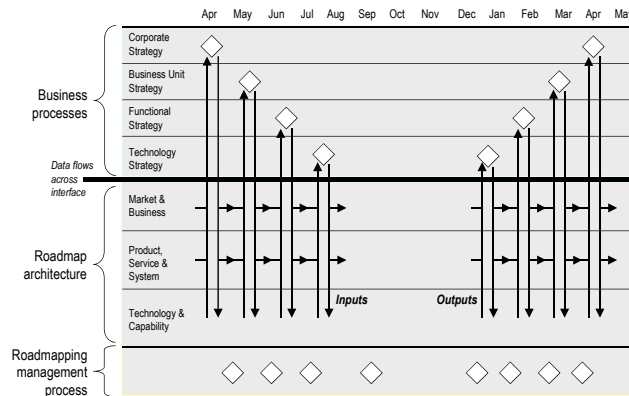 Apr May Jun Jul Aug Sep Oct Nov Dec Jan Feb Mar Apr Ma
Corporate
Strategy
Business Unit
Strategy
Business
processes
Functional
Strategy
Technology
Strategy
Data flows
across
interface
Market &
Business
Roadmap
architecture
Product,
Service &
System
Inputs Outputs
Technology &
Capability
Roadmapping
management
process